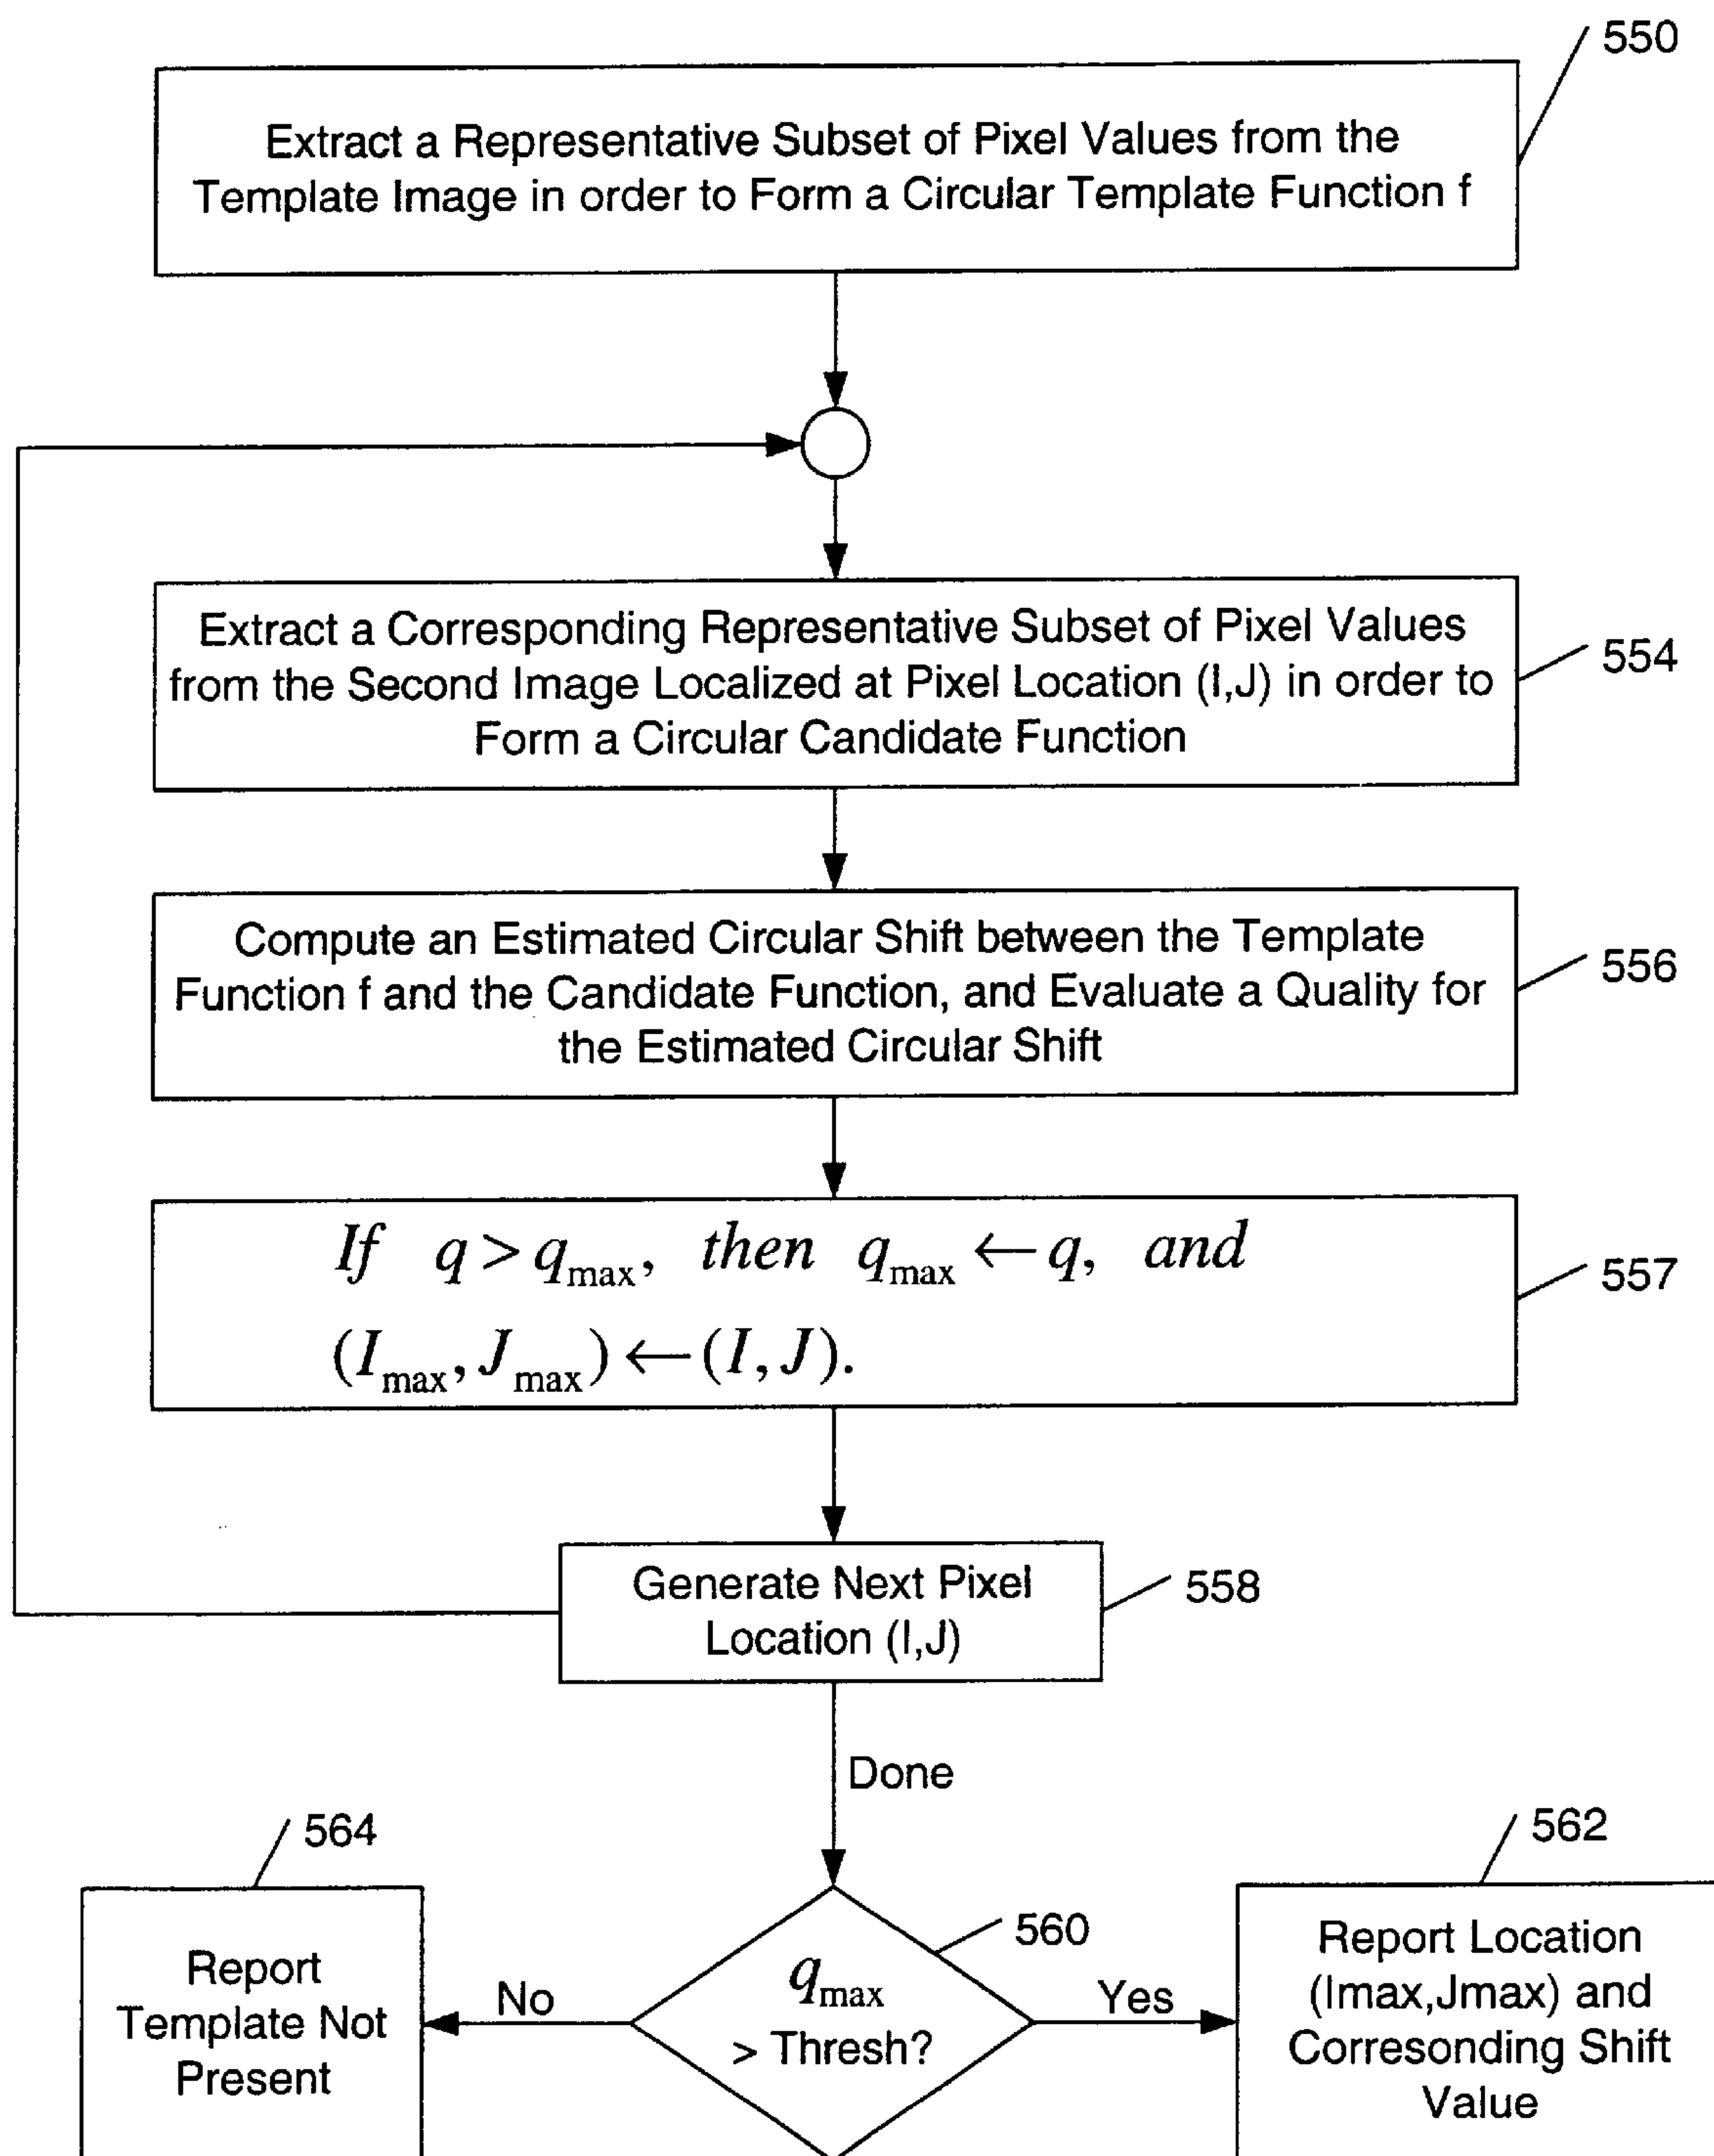 550
Extract a Representative Subset of Pixel Values from the
Template Image in order to Form a Circular Template Function f
Extract a Corresponding Representative Subset of Pixel Values
from the Second Image Localized at Pixel Location (I,J) in order to
Form a Circular Candidate Function
554
Compute an Estimated Circular Shift between the Template
Function f and the Candidate Function, and Evaluate a Quality for
the Estimated Circular Shift
556
If q > qmax, then qmax ← q, and
(Imax, Jmax) ← (I, J).
557
Generate Next Pixel
Location (I,J)
558
Done
564
Report
Template Not
Present
No
560
qmax
> Thresh?
Yes
562
Report Location
(Imax,Jmax) and
Corresonding Shift
Value